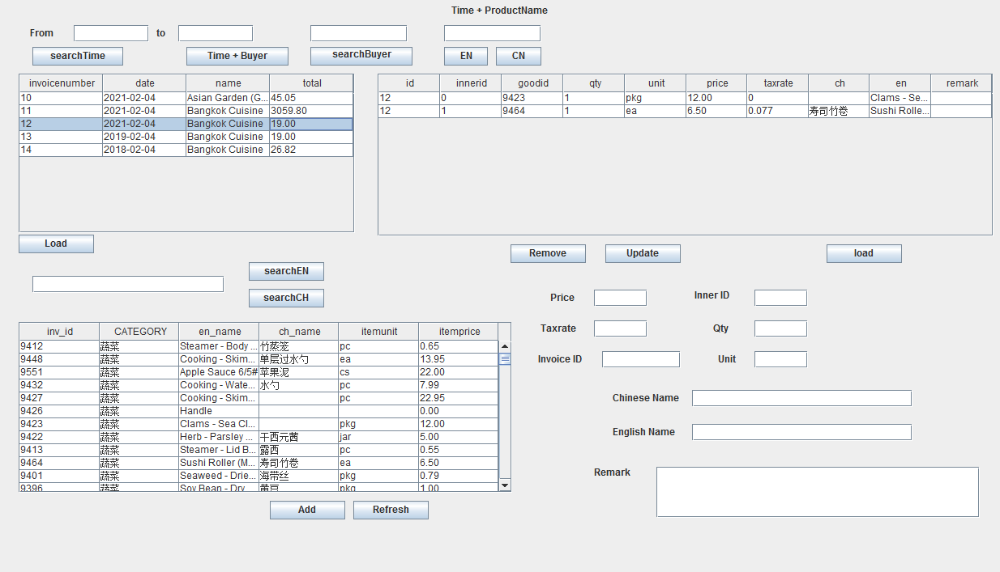 Time + ProductName
From to
searchTime Time + Buyer searchBuyer EN CN
invoicenumber date name total
10 2021-02-04 Asian Garden (G... 45.05
11 2021-02-04 Bangkok Cuisine 3059.80
12 2021-02-04 Bangkok Cuisine 19.00
13 2019-02-04 Bangkok Cuisine 19.00
14 2018-02-04 Bangkok Cuisine 26.82
id innerid goodid qty unit price taxrate ch en remark
12 0 9423 1 pkg 12.00 0 Clams - Se...
12 1 9464 1 ea 6.50 0.077 寿司竹卷 Sushi Rolle...
Load
Remove Update load
searchEN
searchCH
inv_id CATEGORY en_name ch_name itemunit itemprice
9412 蔬菜 Steamer - Body ... 竹蒸笼 pc 0.65
9448 蔬菜 Cooking - Skim... 单层过水勺 ea 13.95
9551 蔬菜 Apple Sauce 6/5# 苹果泥 cs 22.00
9432 蔬菜 Cooking - Wate... 水勺 pc 7.99
9427 蔬菜 Cooking - Skim... pc 22.95
9426 蔬菜 Handle 0.00
9423 蔬菜 Clams - Sea Cl... pkg 12.00
9422 蔬菜 Herb - Parsley ... 干西元茜 jar 5.00
9413 蔬菜 Steamer - Lid B... 露西 pc 0.55
9464 蔬菜 Sushi Roller (M... 寿司竹卷 ea 6.50
9401 蔬菜 Seaweed - Drie... 海带丝 pkg 0.79
9396 蔬菜 Soy Bean - Dry 黄豆 pkg 1.00
Add Refresh
Price Inner ID
Taxrate Qty
Invoice ID Unit
Chinese Name
English Name
Remark